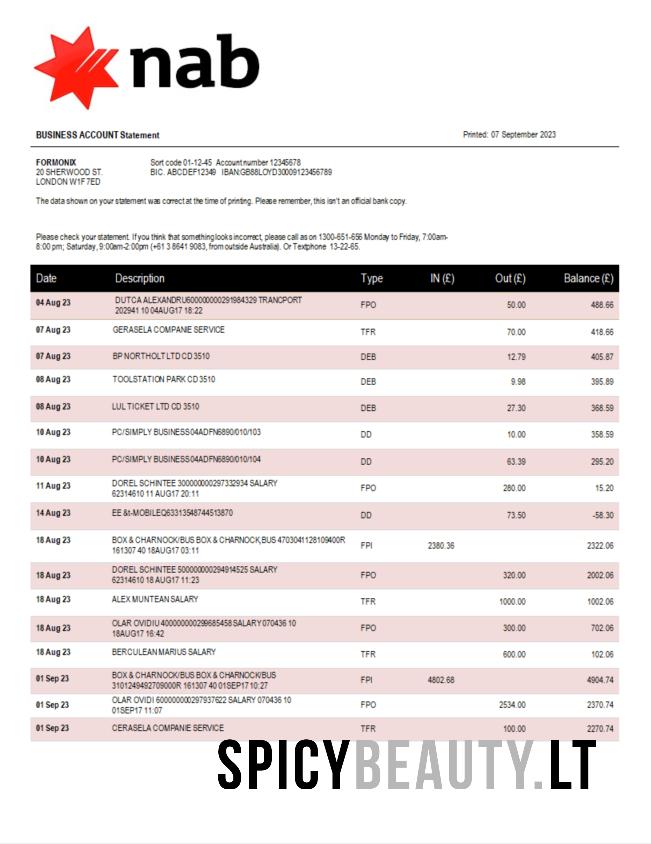 nab
BUSINESS ACCOUNT Statement Printed: 07 September 2023
FORMONIX Sort code 01-12-45 Account number 12345678
20 SHERWOOD ST. BIC. ABCDEF12349 IBAN:GB88LOYD30009123456789
LONDON W1F 7ED
The data shown on your statement was correct at the time of printing. Please remember, this isn't an official bank copy.
Please check your statement. If you think that something looks incorrect, please call as on 1300-651-656 Monday to Friday, 7:00am-
8:00 pm; Saturday, 9:00am-2:00pm (+61 3 8641 9083, from outside Australia). Or Textphone 13-22-65.
Date Description Type IN (£) Out (£) Balance (£)
04 Aug 23 DUTCA ALEXANDRU600000000291984329 TRANCPORT
202941 10 04AUG17 18:22 FPO 50.00 488.66
07 Aug 23 GERASELA COMPANIE SERVICE TFR 70.00 418.66
07 Aug 23 BP NORTHOLT LTD CD 3510 DEB 12.79 405.87
08 Aug 23 TOOLSTATION PARK CD 3510 DEB 9.98 395.89
08 Aug 23 LUL TICKET LTD CD 3510 DEB 27.30 368.59
10 Aug 23 PC/SIMPLY BUSINESS04ADFN6890/010/103 DD 10.00 358.59
10 Aug 23 PC/SIMPLY BUSINESS04ADFN6890/010/104 DD 63.39 295.20
11 Aug 23 DOREL SCHINTEE 300000000297332934 SALARY
62314610 11 AUG17 20:11 FPO 280.00 15.20
14 Aug 23 EE &t-MOBILEQ63313548744513870 DD 73.50 -58.30
18 Aug 23 BOX & CHARNOCK/BUS BOX & CHARNOCK,BUS 4703041128109400R
161307 40 18AUG17 03:11 FPI 2380.36 2322.06
18 Aug 23 DOREL SCHINTEE 500000000294914525 SALARY
62314610 18 AUG17 11:23 FPO 320.00 2002.06
18 Aug 23 ALEX MUNTEAN SALARY TFR 1000.00 1002.06
18 Aug 23 OLAR OVIDIU 400000000299685458 SALARY 070436 10
18AUG17 16:42 FPO 300.00 702.06
18 Aug 23 BERCULEAN MARIUS SALARY TFR 600.00 102.06
01 Sep 23 BOX & CHARNOCK/BUS BOX & CHARNOCK/BUS
3101249492709000R 161307 40 01SEP17 10:27 FPI 4802.68 4904.74
01 Sep 23 OLAR OVIDI 600000000297937622 SALARY 070436 10
01SEP17 11:07 FPO 2534.00 2370.74
01 Sep 23 CERASELA COMPANIE SERVICE TFR 100.00 2270.74
SPICYBEAUTY.LT